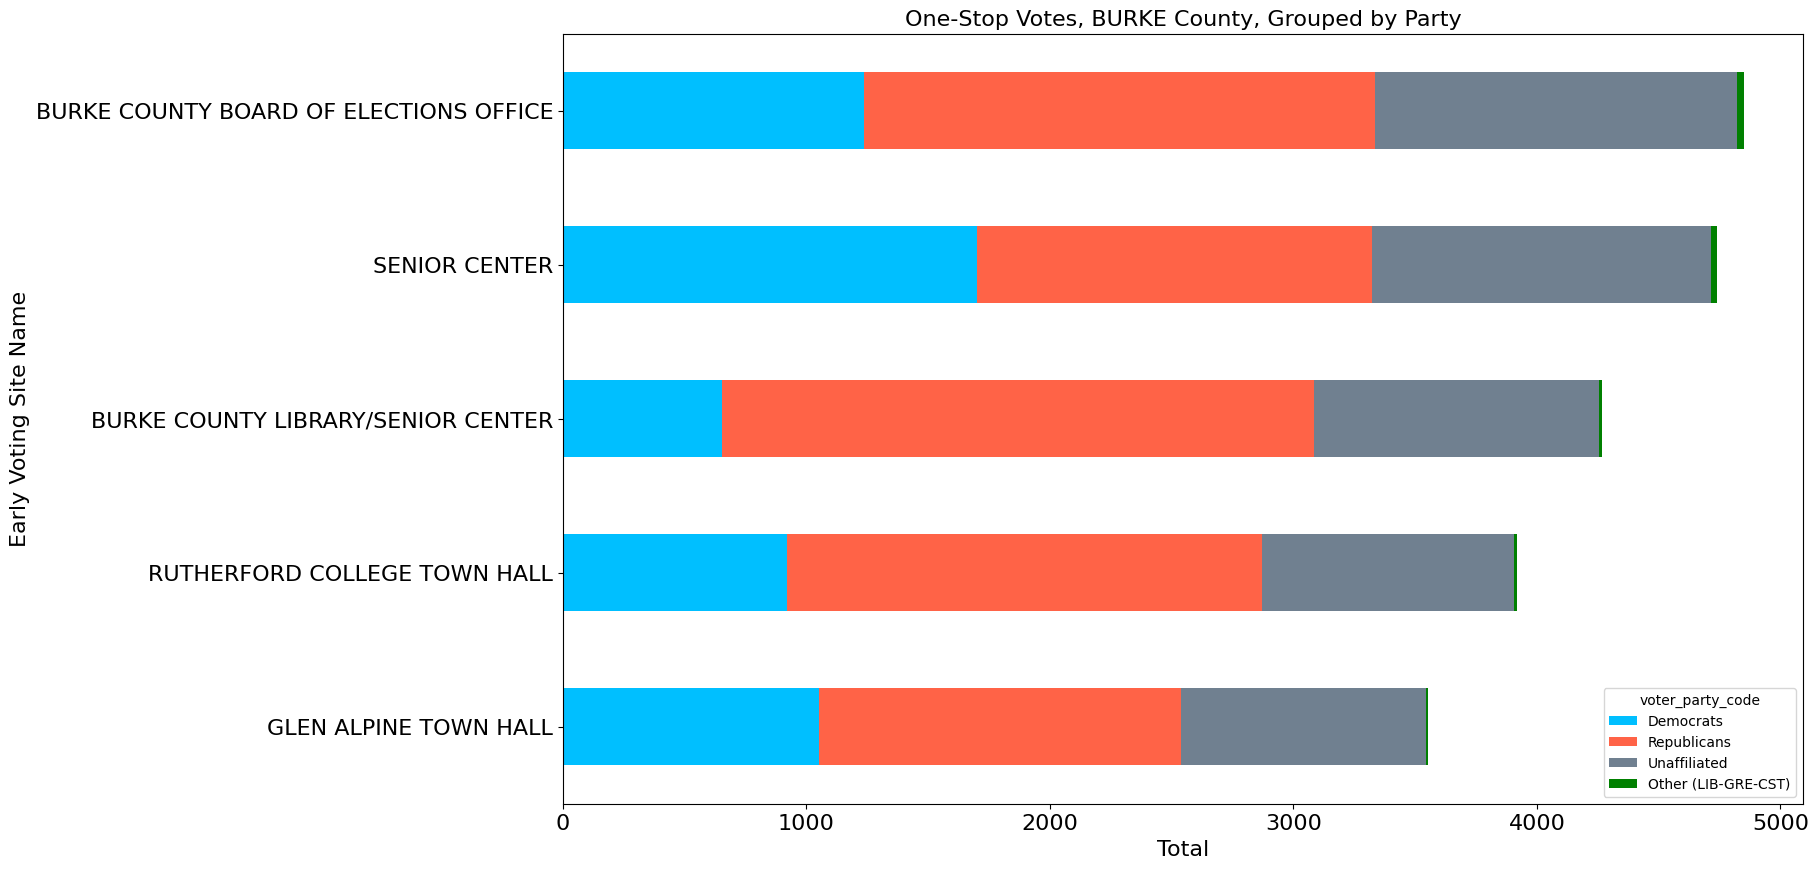 One-Stop Votes, BURKE County, Grouped by Party
Early Voting Site Name
BURKE COUNTY BOARD OF ELECTIONS OFFICE
SENIOR CENTER
BURKE COUNTY LIBRARY/SENIOR CENTER
RUTHERFORD COLLEGE TOWN HALL
GLEN ALPINE TOWN HALL
voter_party_code
Democrats
Republicans
Unaffiliated
Other (LIB-GRE-CST)
0 1000 2000 3000 4000 5000
Total